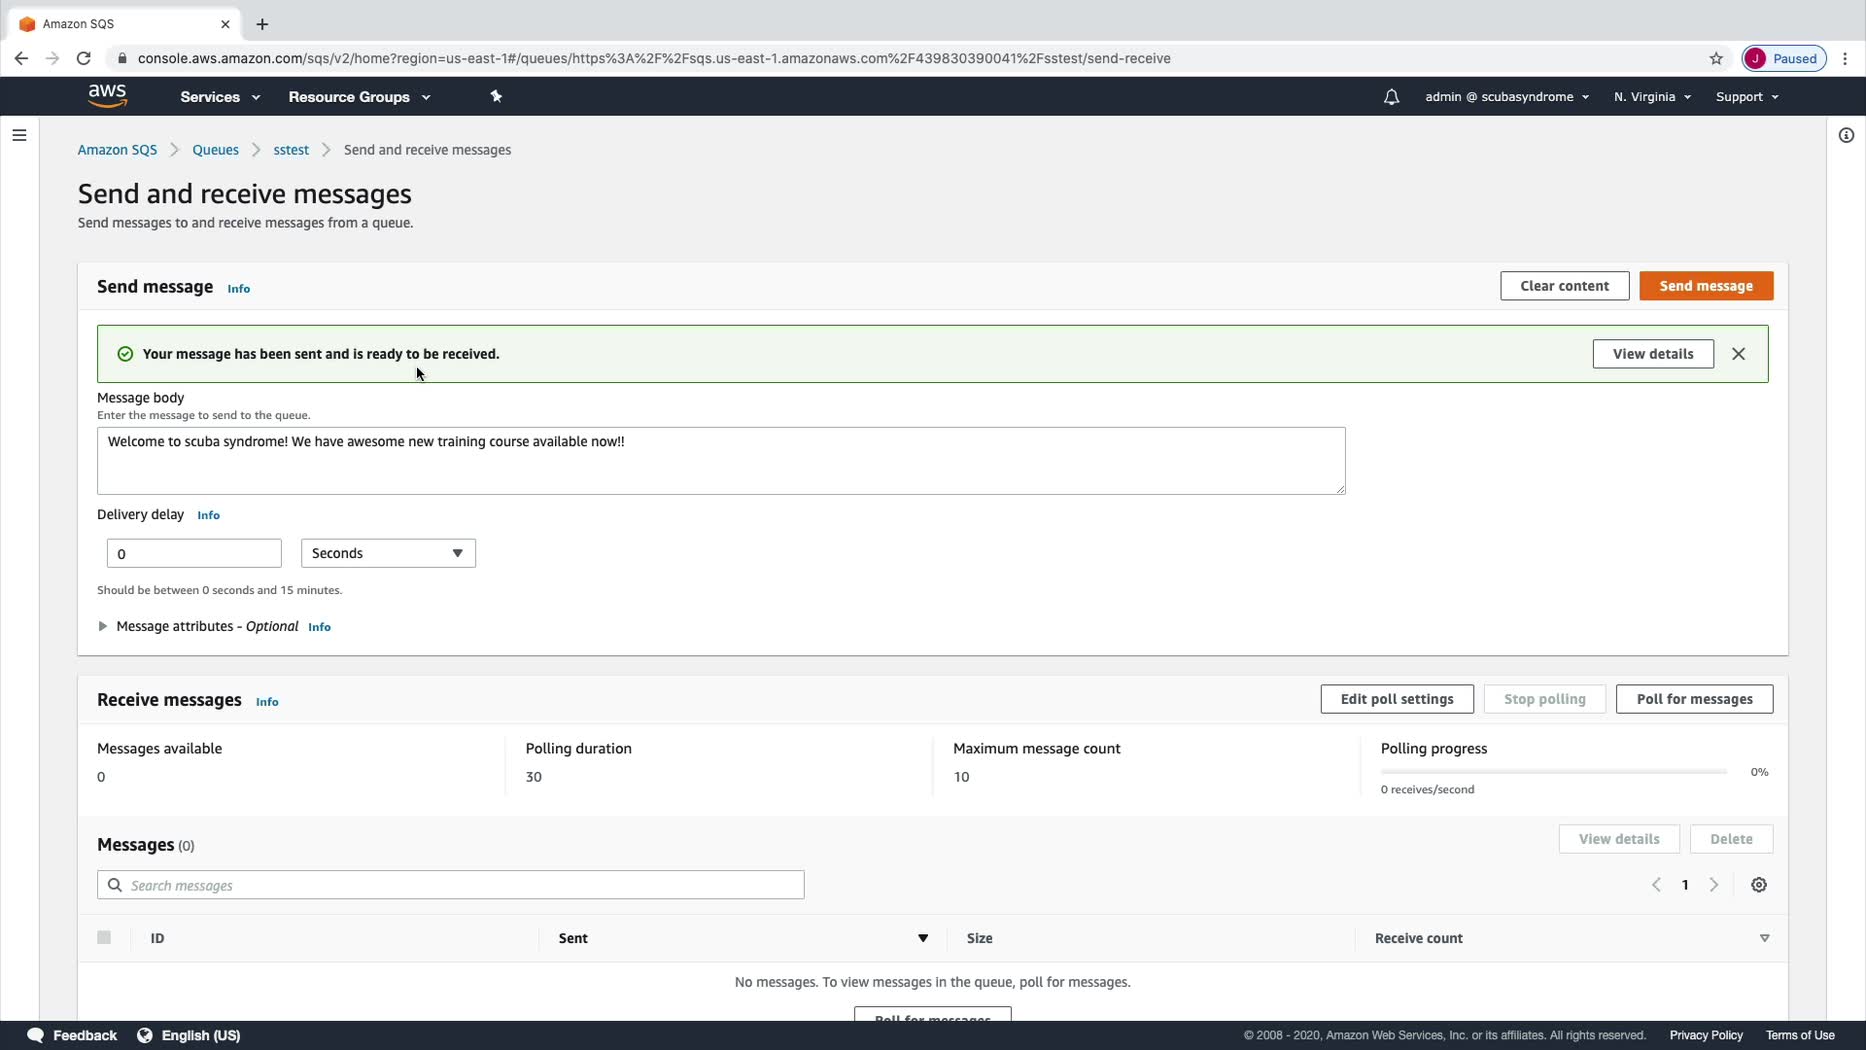 Amazon SQS
console.aws.amazon.com/sqs/v2/home?region=us-east-1#/queues/https%3A%2F%2Fsqs.us-east-1.amazonaws.com%2F439830390041%2Fsstest/send-receive
J Paused
aws Services Resource Groups admin @ scubasyndrome N. Virginia Support
Amazon SQS Queues sstest Send and receive messages
Send and receive messages
Send messages to and receive messages from a queue.
Send message Info Clear content Send message
Your message has been sent and is ready to be received. View details
Message body
Enter the message to send to the queue.
Welcome to scuba syndrome! We have awesome new training course available now!!
Delivery delay Info
0 Seconds
Should be between 0 seconds and 15 minutes.
Message attributes - Optional Info
Receive messages Info Edit poll settings Stop polling Poll for messages
Messages available Polling duration Maximum message count Polling progress
0 30 10 0%
0 receives/second
Messages (0) View details Delete
Search messages 1
ID Sent Size Receive count
No messages. To view messages in the queue, poll for messages.
Poll for messages
Feedback English (US) © 2008 - 2020, Amazon Web Services, Inc. or its affiliates. All rights reserved. Privacy Policy Terms of Use